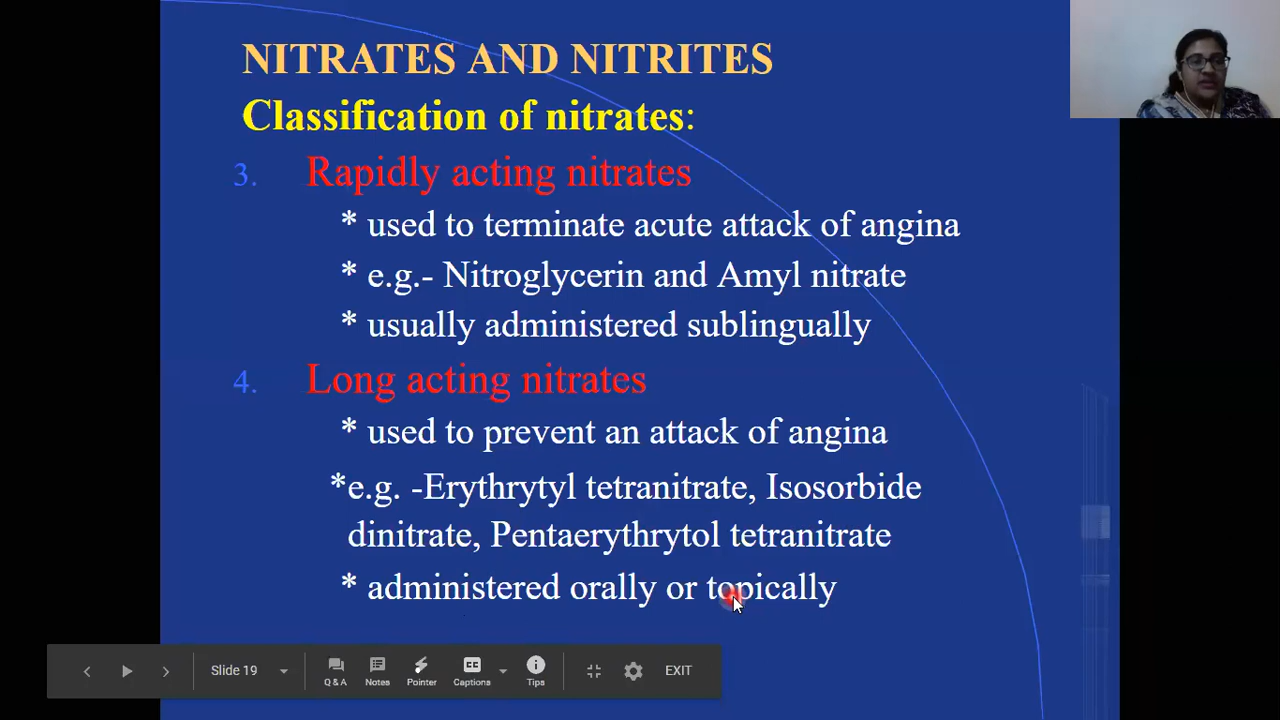 NITRATES AND NITRITES
Classification of nitrates:
3. Rapidly acting nitrates
* used to terminate acute attack of angina
* e.g.- Nitroglycerin and Amyl nitrate
* usually administered sublingually
4. Long acting nitrates
* used to prevent an attack of angina
*e.g. -Erythrytyl tetranitrate, Isosorbide
dinitrate, Pentaerythrytol tetranitrate
* administered orally or topically
Slide 19
Q & A
Notes
Pointer
Captions
Tips
EXIT